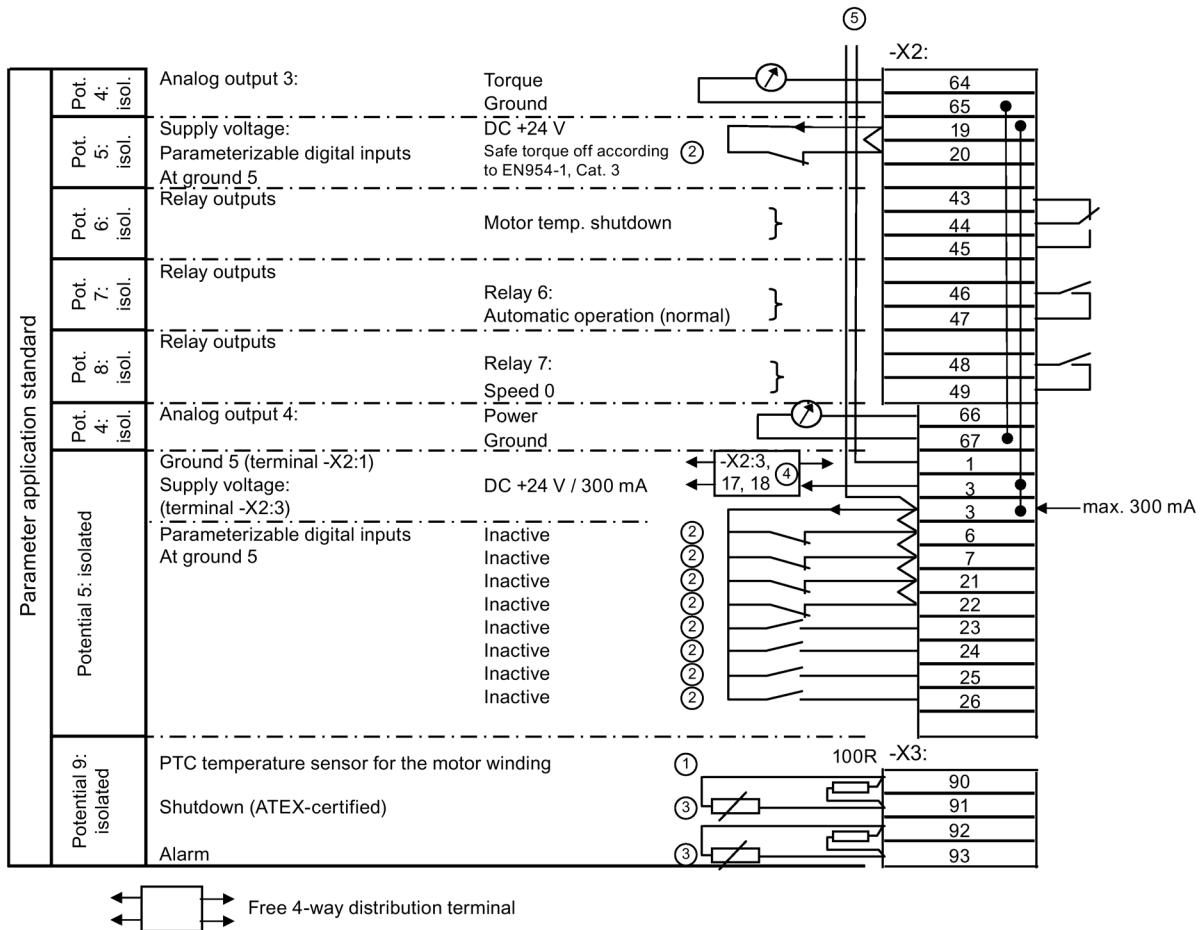 5
-X2:
Parameter application standard
Pot. 4: isol.
Analog output 3:
Torque
64
Ground
65
Pot. 5: isol.
Supply voltage:
DC +24 V
19
Parameterizable digital inputs
Safe torque off according
to EN954-1, Cat. 3
2
20
At ground 5
Pot. 6: isol.
Relay outputs
43
Motor temp. shutdown
}
44
45
Pot. 7: isol.
Relay outputs
Relay 6:
46
Automatic operation (normal)
}
47
Pot. 8: isol.
Relay outputs
Relay 7:
48
Speed 0
}
49
Pot. 4: isol.
Analog output 4:
Power
66
Ground
67
Potential 5: isolated
Ground 5 (terminal -X2:1)
-X2:3,
17, 18
4
1
Supply voltage:
DC +24 V / 300 mA
3
(terminal -X2:3)
3
max. 300 mA
Parameterizable digital inputs
Inactive
2
6
At ground 5
Inactive
2
7
Inactive
2
21
Inactive
2
22
Inactive
2
23
Inactive
2
24
Inactive
2
25
Inactive
2
26
Potential 9: isolated
PTC temperature sensor for the motor winding
1
100R
-X3:
90
Shutdown (ATEX-certified)
3
91
92
Alarm
3
93
Free 4-way distribution terminal